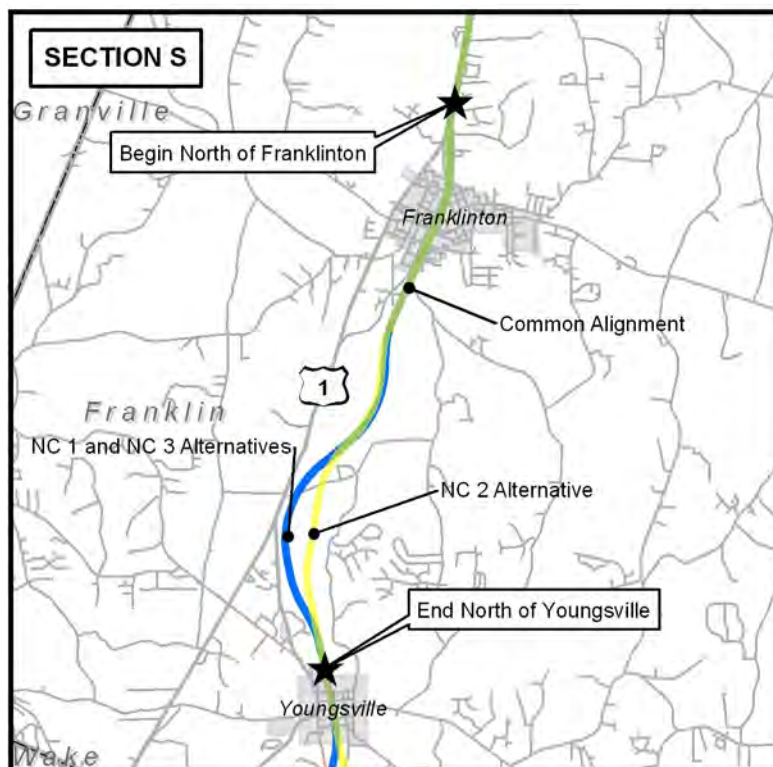 SECTION S
Granville
Begin North of Franklinton
Franklinton
Common Alignment
1
Franklin
NC 1 and NC 3 Alternatives
NC 2 Alternative
End North of Youngsville
Youngsville
Wake